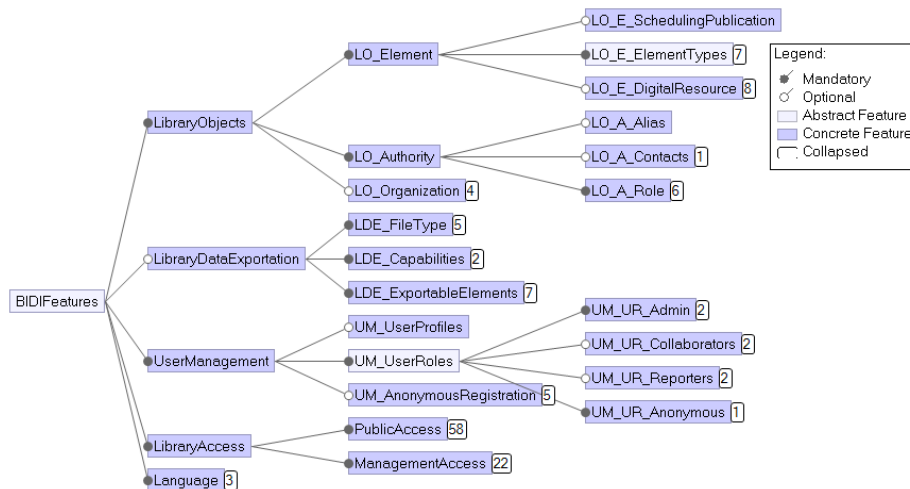 LO_E_SchedulingPublication
LO_Element
LO_E_ElementTypes 7
Legend:
Mandatory
Optional
Abstract Feature
Concrete Feature
Collapsed
LO_E_DigitalResource 8
LibraryObjects
LO_A_Alias
LO_Authority
LO_A_Contacts 1
LO_Organization 4
LO_A_Role 6
LDE_FileType 5
LibraryDataExportation
LDE_Capabilities 2
LDE_ExportableElements 7
BIDIFeatures
UM_UR_Admin 2
UM_UserProfiles
UM_UR_Collaborators 2
UserManagement
UM_UserRoles
UM_UR_Reporters 2
UM_AnonymousRegistration 5
UM_UR_Anonymous 1
PublicAccess 58
LibraryAccess
ManagementAccess 22
Language 3